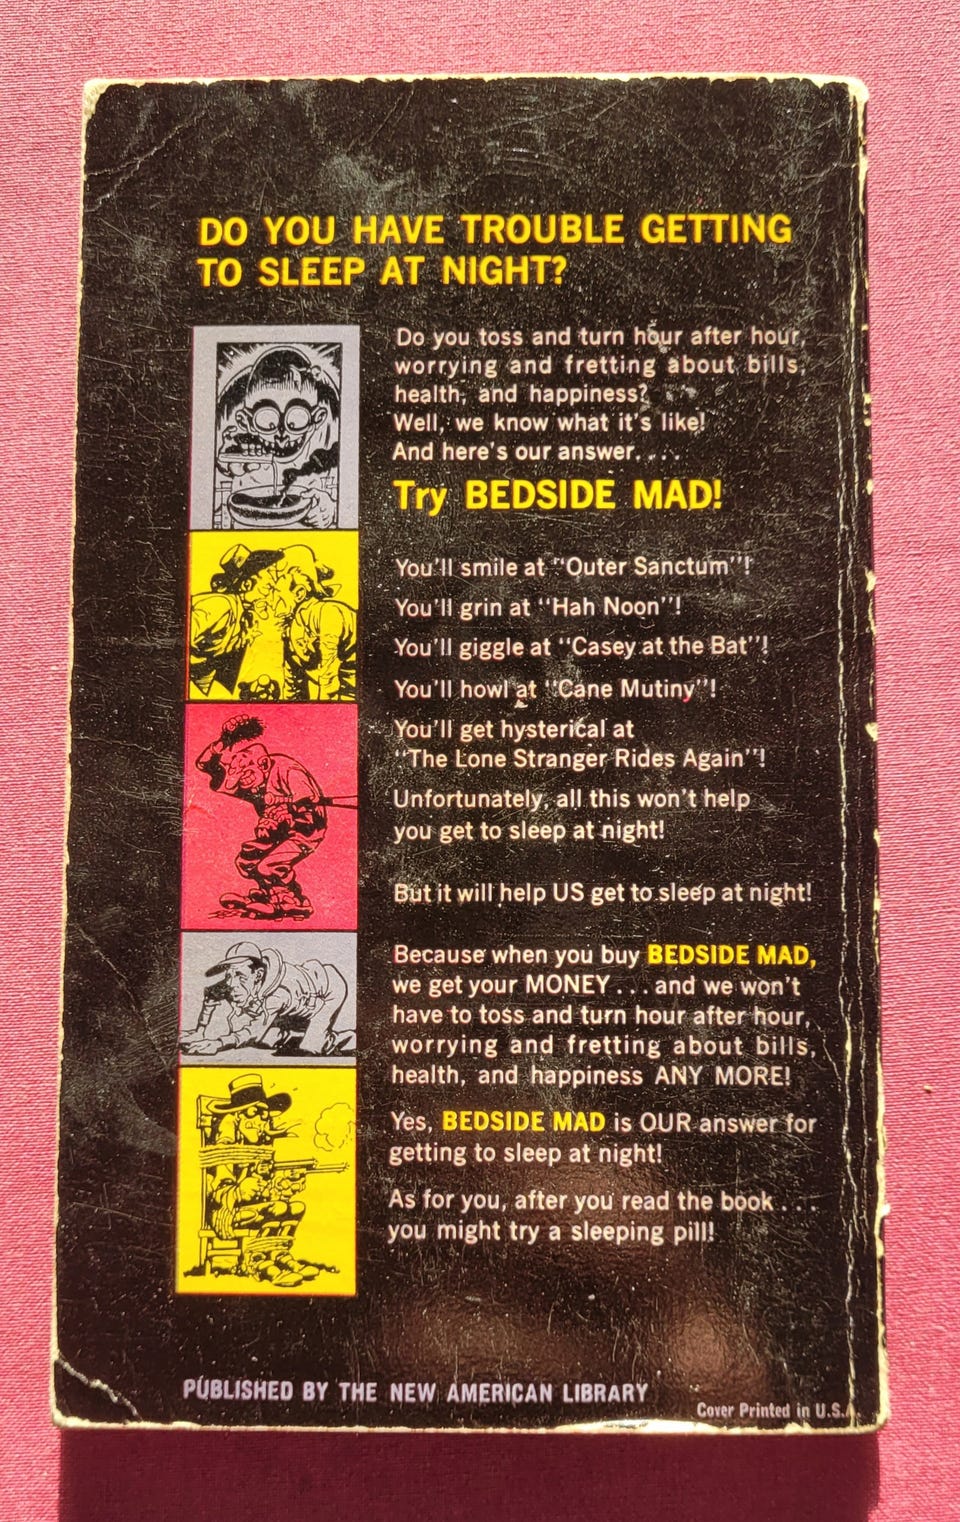 DO YOU HAVE TROUBLE GETTING
TO SLEEP AT NIGHT?
Do you toss and turn hour after hour,
worrying and fretting about bills,
health, and happiness?
Well, we know what it's like!
And here's our answer....
Try BEDSIDE MAD!
You'll smile at "Outer Sanctum"!
You'll grin at "Hah Noon"!
You'll giggle at "Casey at the Bat"!
You'll howl at "Cane Mutiny"!
You'll get hysterical at
"The Lone Stranger Rides Again"!
Unfortunately, all this won't help
you get to sleep at night!
But it will help US get to sleep at night!
Because when you buy BEDSIDE MAD,
we get your MONEY . . . and we won't
have to toss and turn hour after hour,
worrying and fretting about bills,
health, and happiness ANY MORE!
Yes, BEDSIDE MAD is OUR answer for
getting to sleep at night!
As for you, after you read the book . . .
you might try a sleeping pill!
PUBLISHED BY THE NEW AMERICAN LIBRARY
Cover Printed in U.S.A.